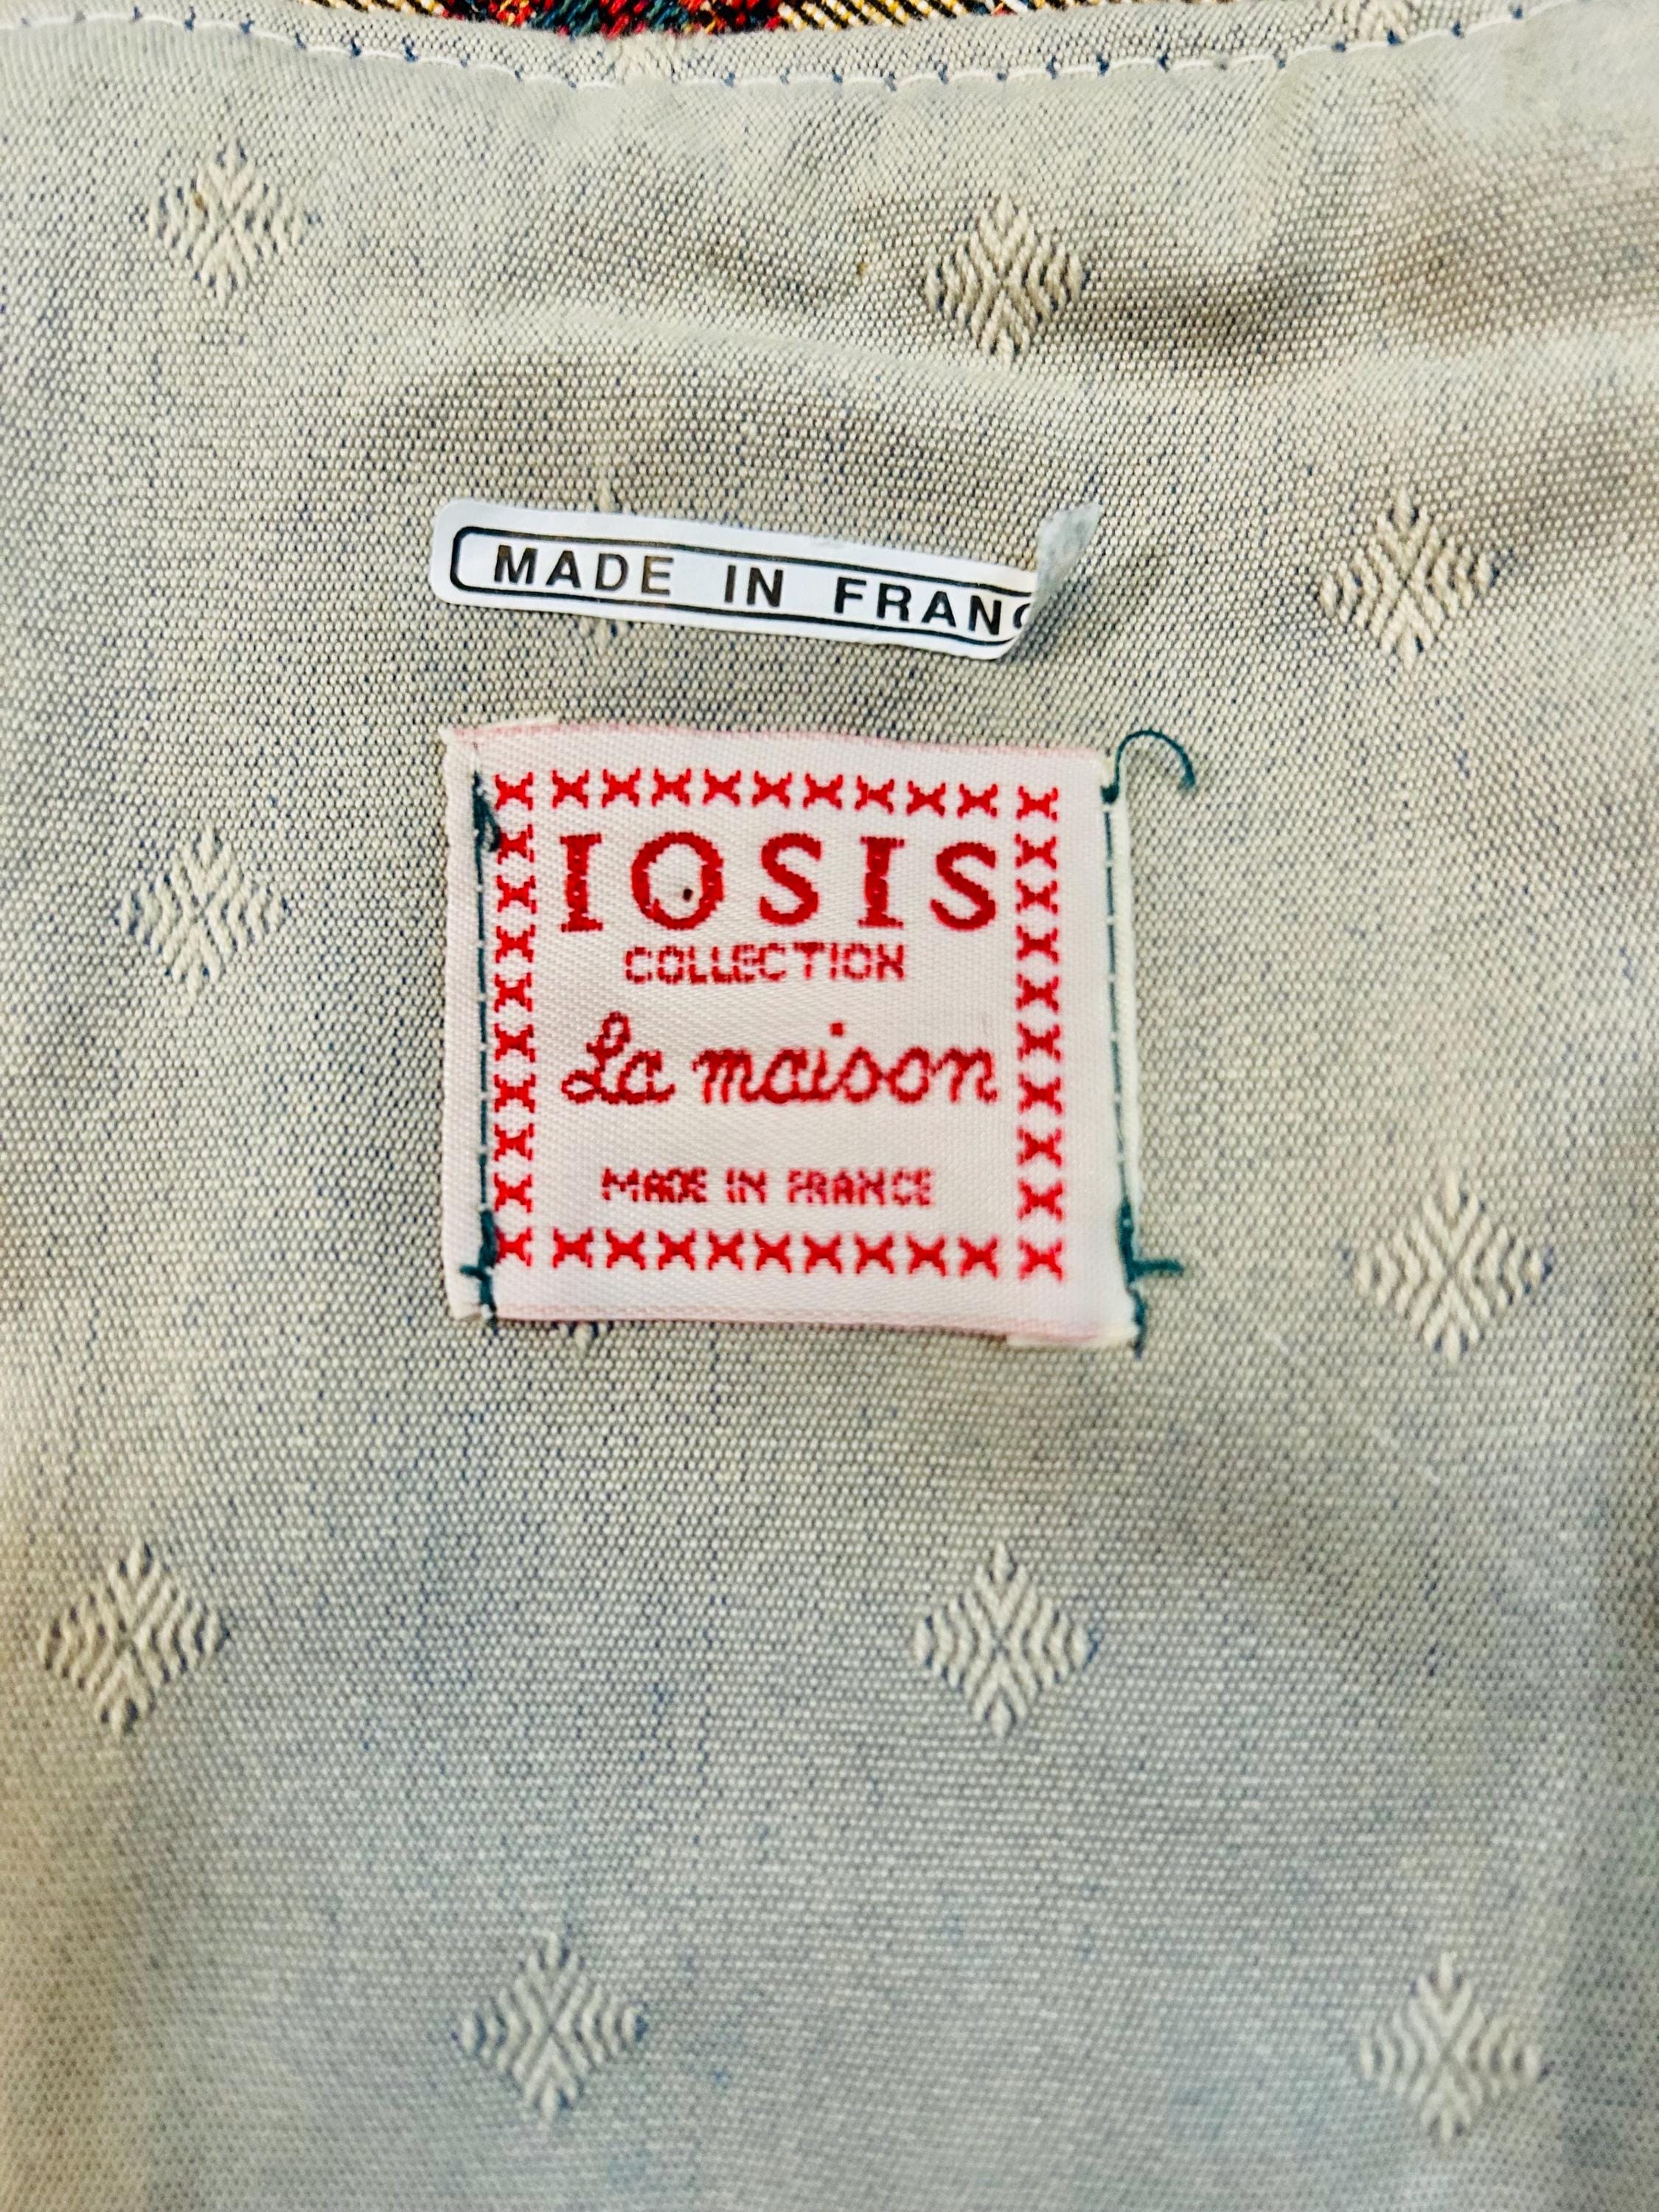 MADE IN FRANC
IOSIS
COLLECTION
La maison
MADE IN FRANCE